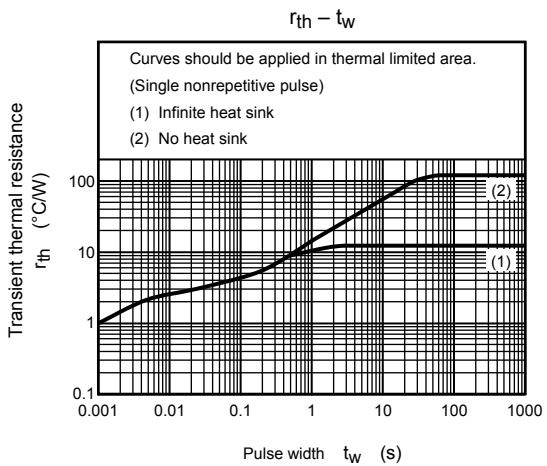 rth – tw
Curves should be applied in thermal limited area.
(Single nonrepetitive pulse)
(1) Infinite heat sink
(2) No heat sink
Transient thermal resistance
rth (°C/W)
100
10
1
0.1
(2)
(1)
0.001 0.01 0.1 1 10 100 1000
Pulse width tw (s)